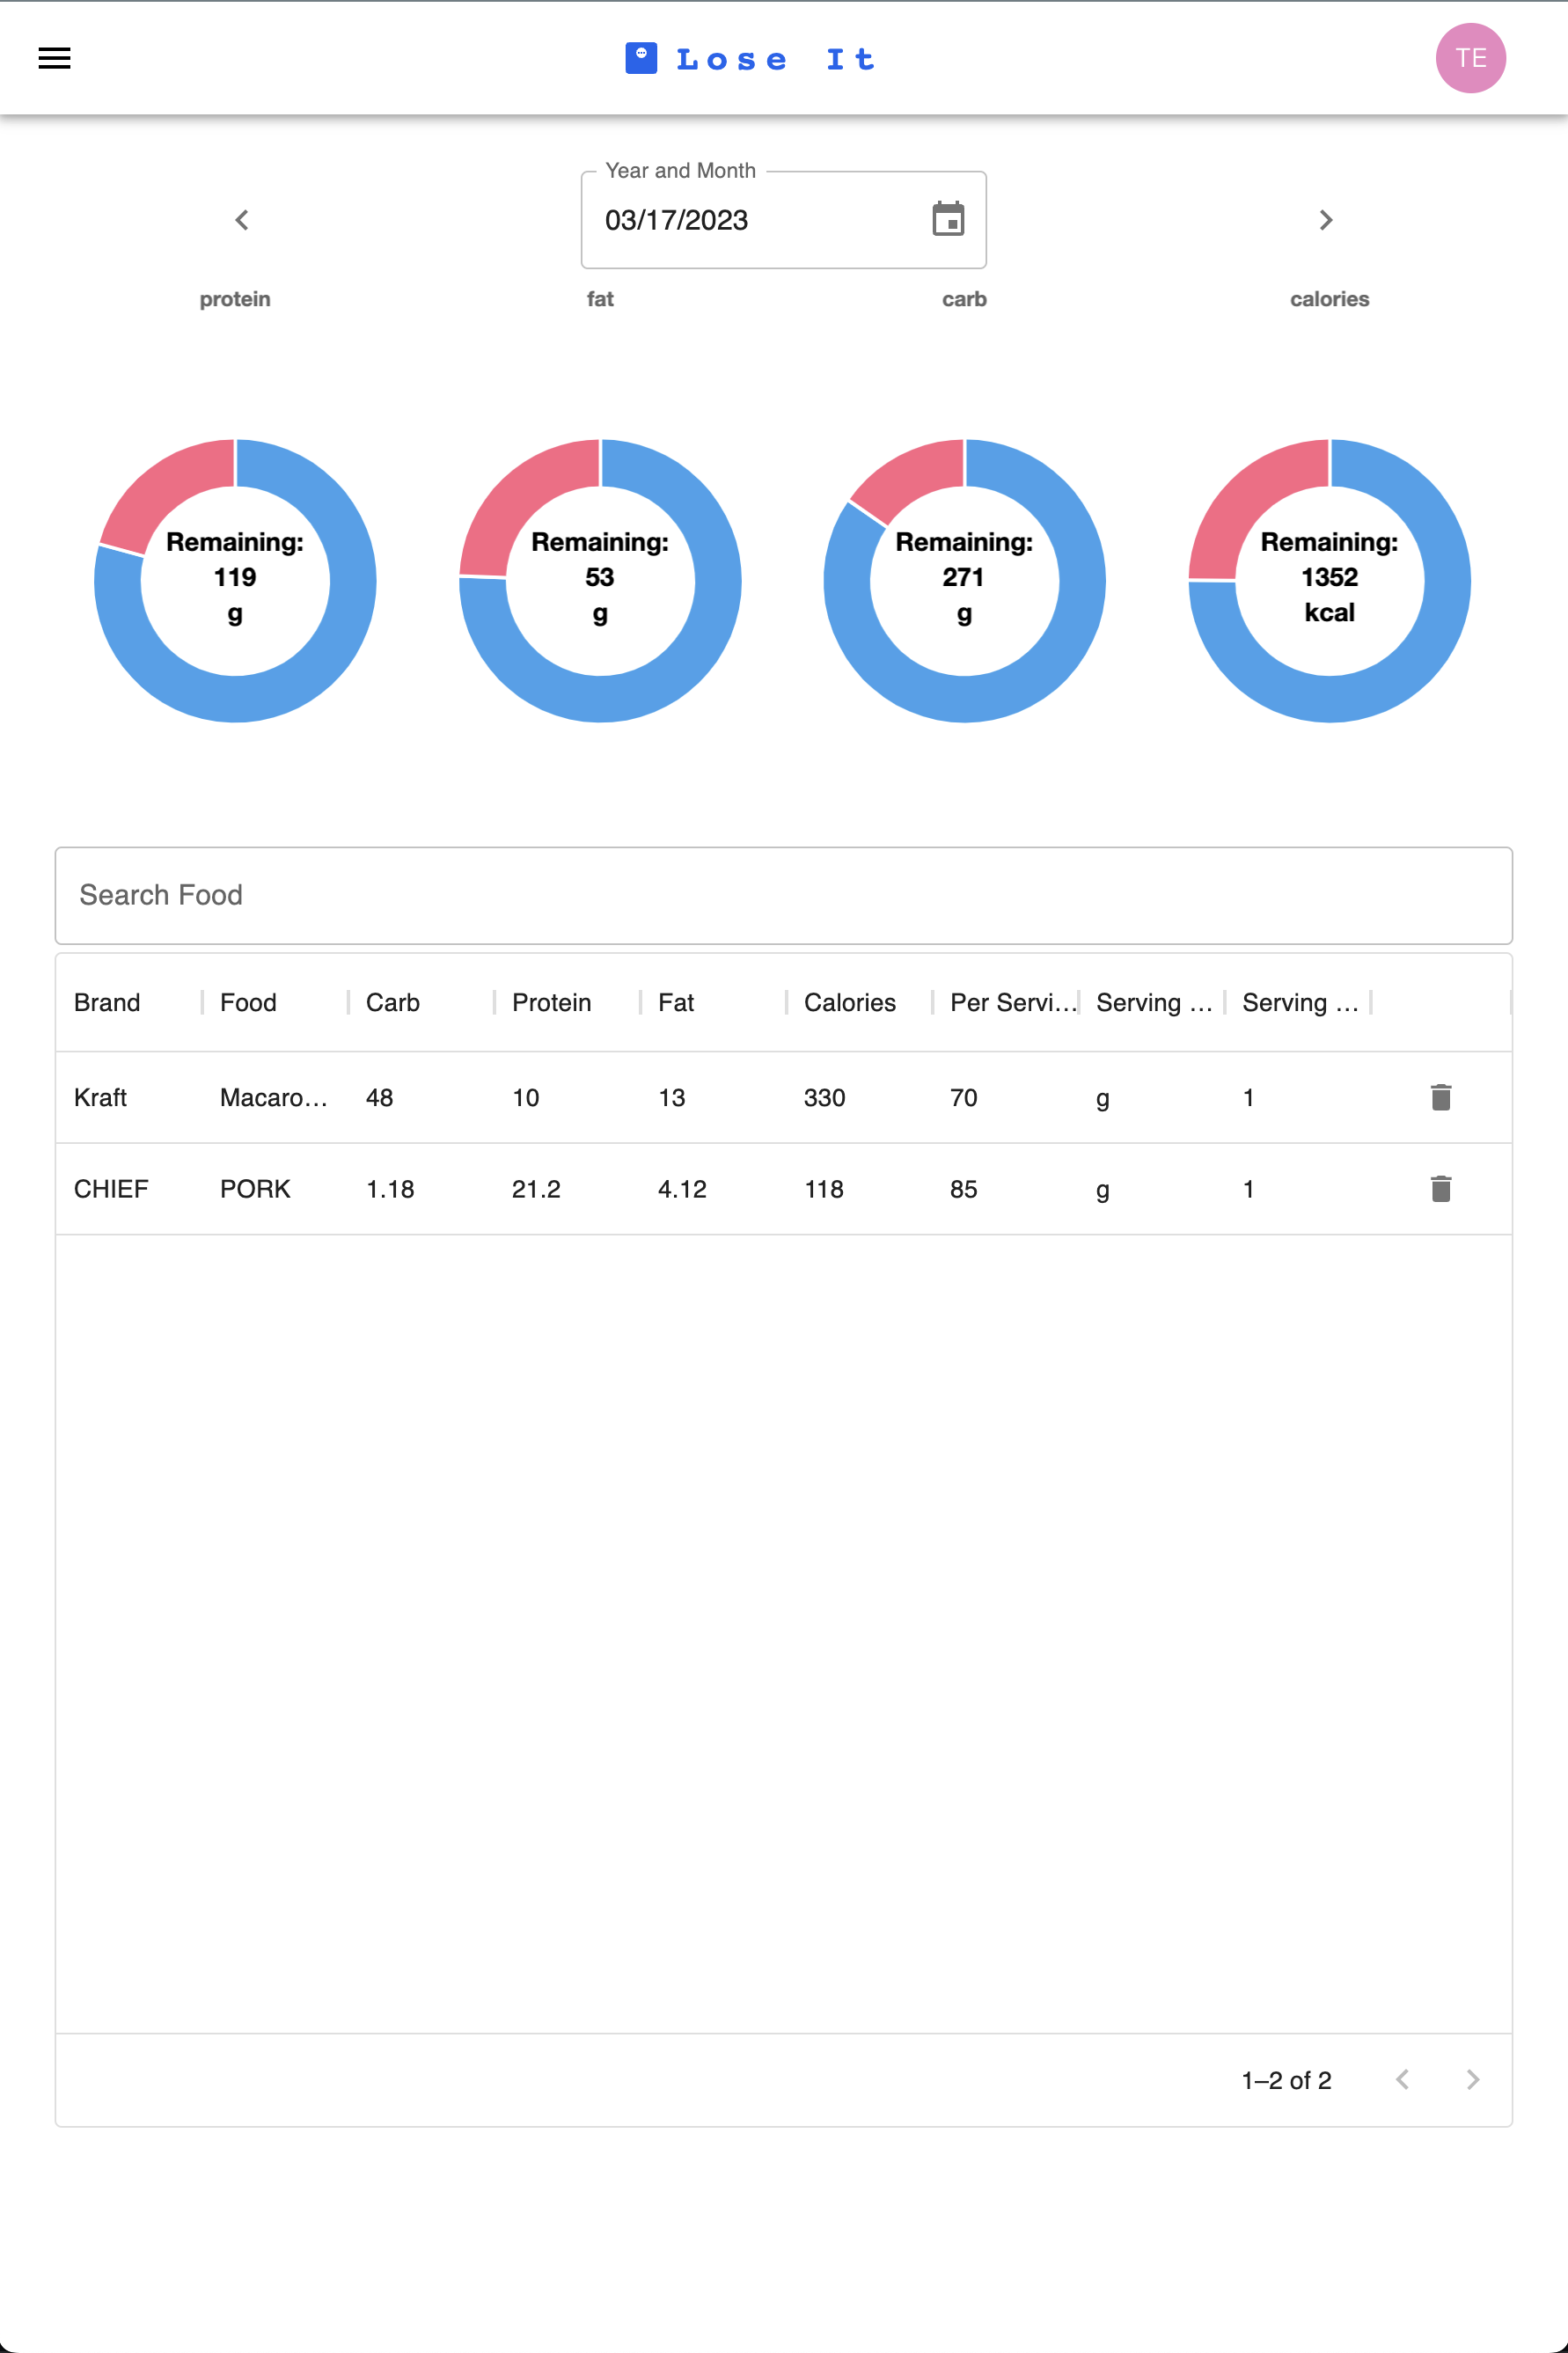 Lose It
TE
Year and Month
03/17/2023
protein fat carb calories
Remaining: Remaining: Remaining: Remaining:
119 53 271 1352
g g g kcal
Search Food
Brand Food Carb Protein Fat Calories Per Servi... Serving ... Serving ...
Kraft Macaro... 48 10 13 330 70 g 1
CHIEF PORK 1.18 21.2 4.12 118 85 g 1
1–2 of 2